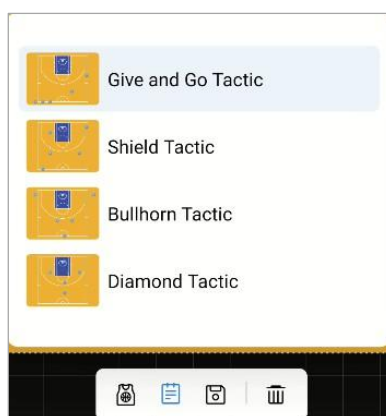 Give and Go Tactic
Shield Tactic
Bullhorn Tactic
Diamond Tactic